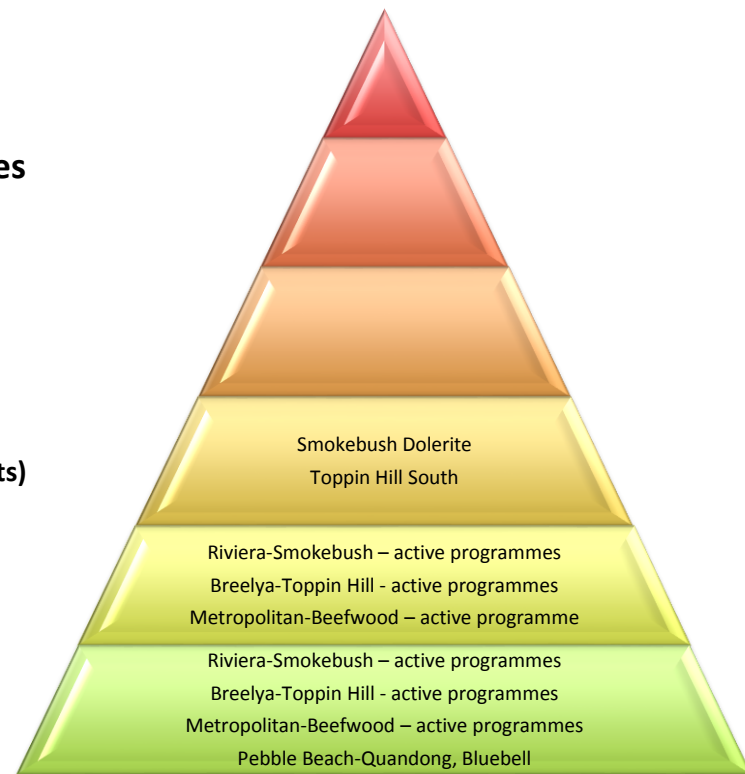 es
ts)
Smokebush Dolerite
Toppin Hill South
Riviera-Smokebush – active programmes
Breelya-Toppin Hill - active programmes
Metropolitan-Beefwood – active programme
Riviera-Smokebush – active programmes
Breelya-Toppin Hill - active programmes
Metropolitan-Beefwood – active programmes
Pebble Beach-Quandong, Bluebell